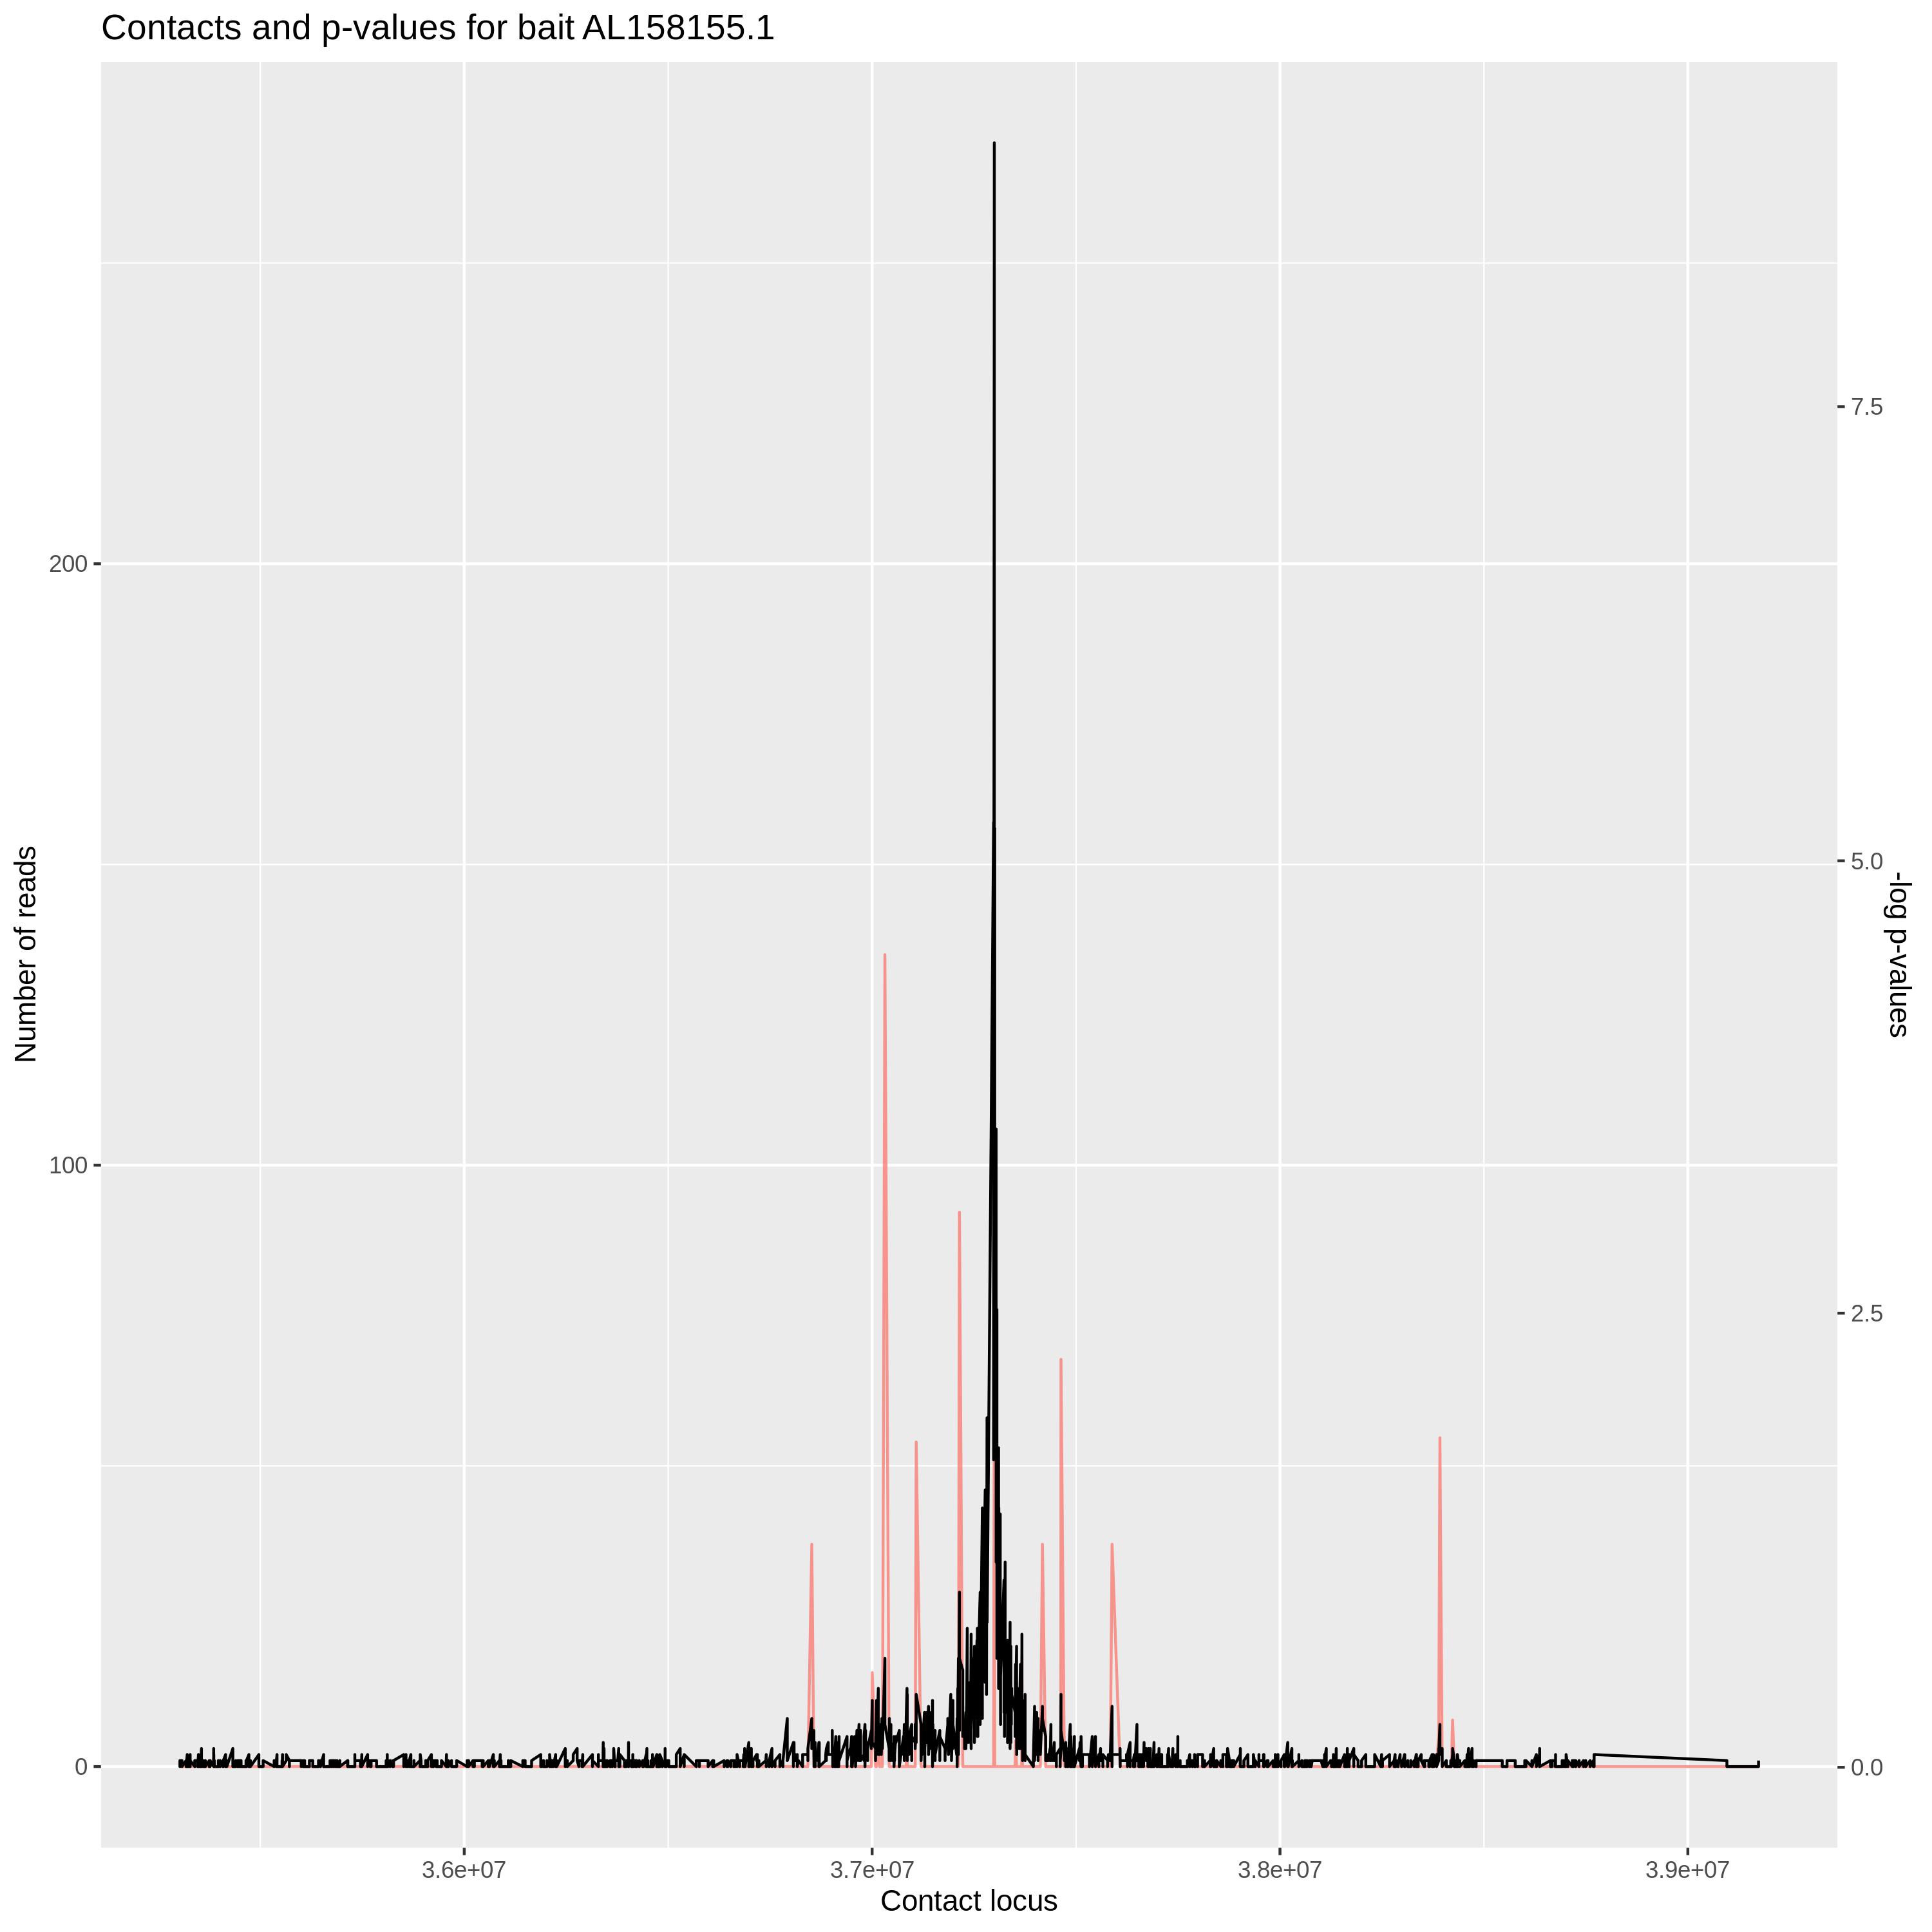 Contacts and p-values for bait AL158155.1
Number of reads
200
100
0
7.5
5.0
2.5
0.0
-log p-values
3.6e+07
3.7e+07
3.8e+07
3.9e+07
Contact locus